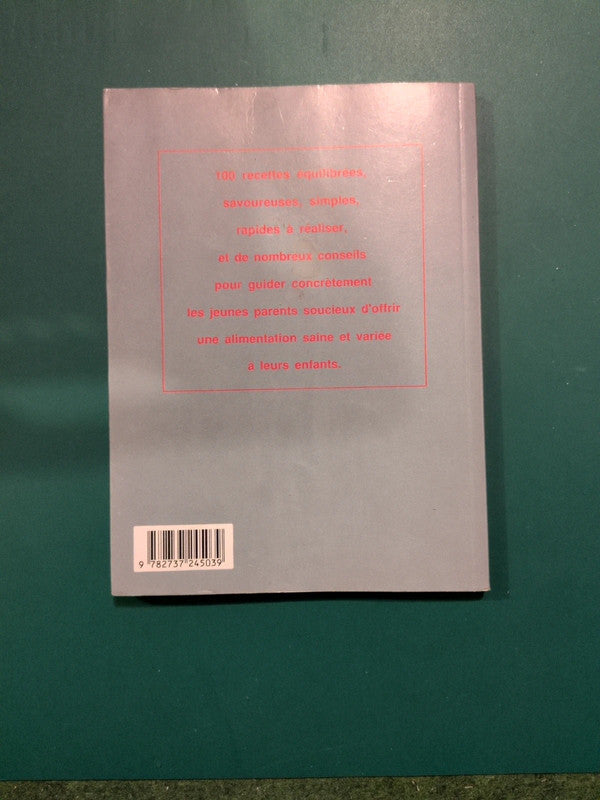 100 recettes équilibrées,
savoureuses, simples,
rapides à réaliser,
et de nombreux conseils
pour guider concrètement
les jeunes parents soucieux d'offrir
une alimentation saine et variée
a leurs enfants.
9 782737 245039